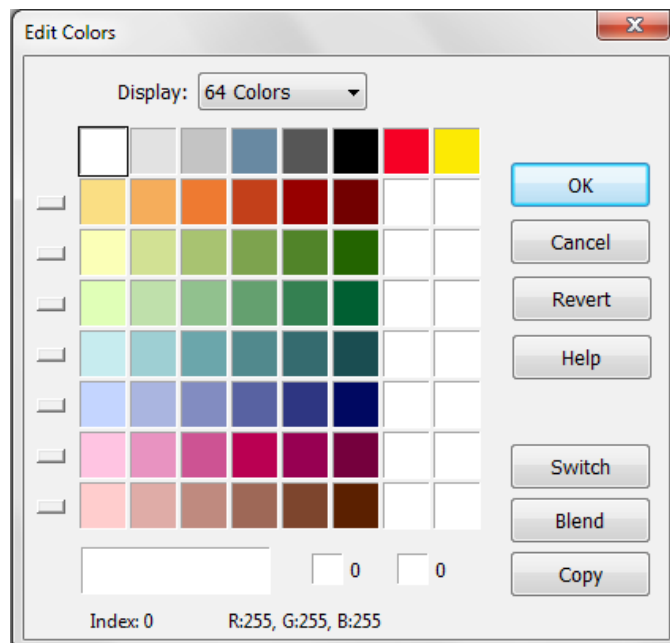 Edit Colors
Display: 64 Colors
OK
Cancel
Revert
Help
Switch
Blend
Copy
0 0
Index: 0 R:255, G:255, B:255